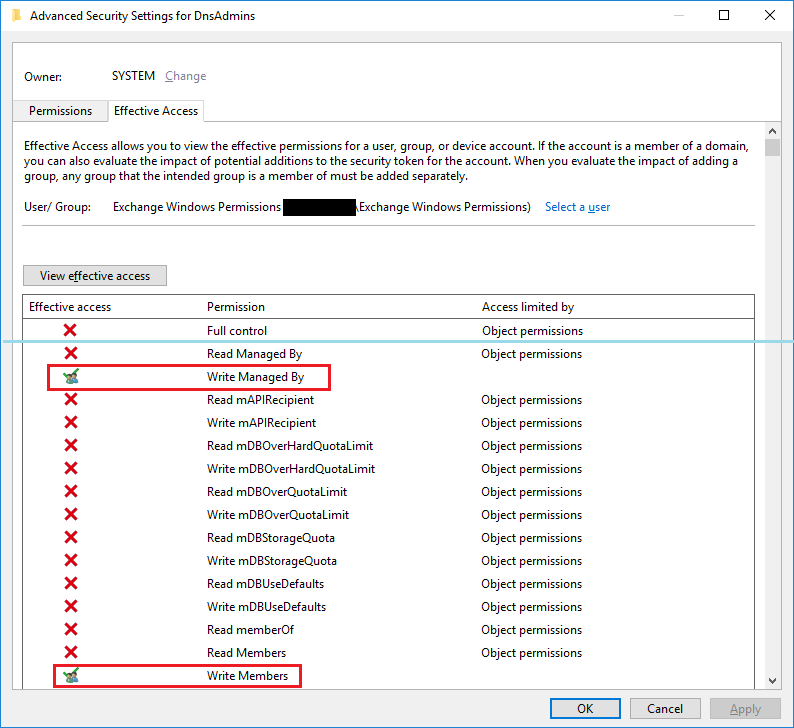 Advanced Security Settings for DnsAdmins
Owner: SYSTEM Change
Permissions Effective Access
Effective Access allows you to view the effective permissions for a user, group, or device account. If the account is a member of a domain,
you can also evaluate the impact of potential additions to the security token for the account. When you evaluate the impact of adding a
group, any group that the intended group is a member of must be added separately.
User/ Group: Exchange Windows Permissions \Exchange Windows Permissions) Select a user
View effective access
Effective access Permission Access limited by
Full control Object permissions
Read Managed By Object permissions
Write Managed By
Read mAPIRecipient Object permissions
Write mAPIRecipient Object permissions
Read mDBOverHardQuotaLimit Object permissions
Write mDBOverHardQuotaLimit Object permissions
Read mDBOverQuotaLimit Object permissions
Write mDBOverQuotaLimit Object permissions
Read mDBStorageQuota Object permissions
Write mDBStorageQuota Object permissions
Read mDBUseDefaults Object permissions
Write mDBUseDefaults Object permissions
Read memberOf Object permissions
Read Members Object permissions
Write Members
OK Cancel Apply